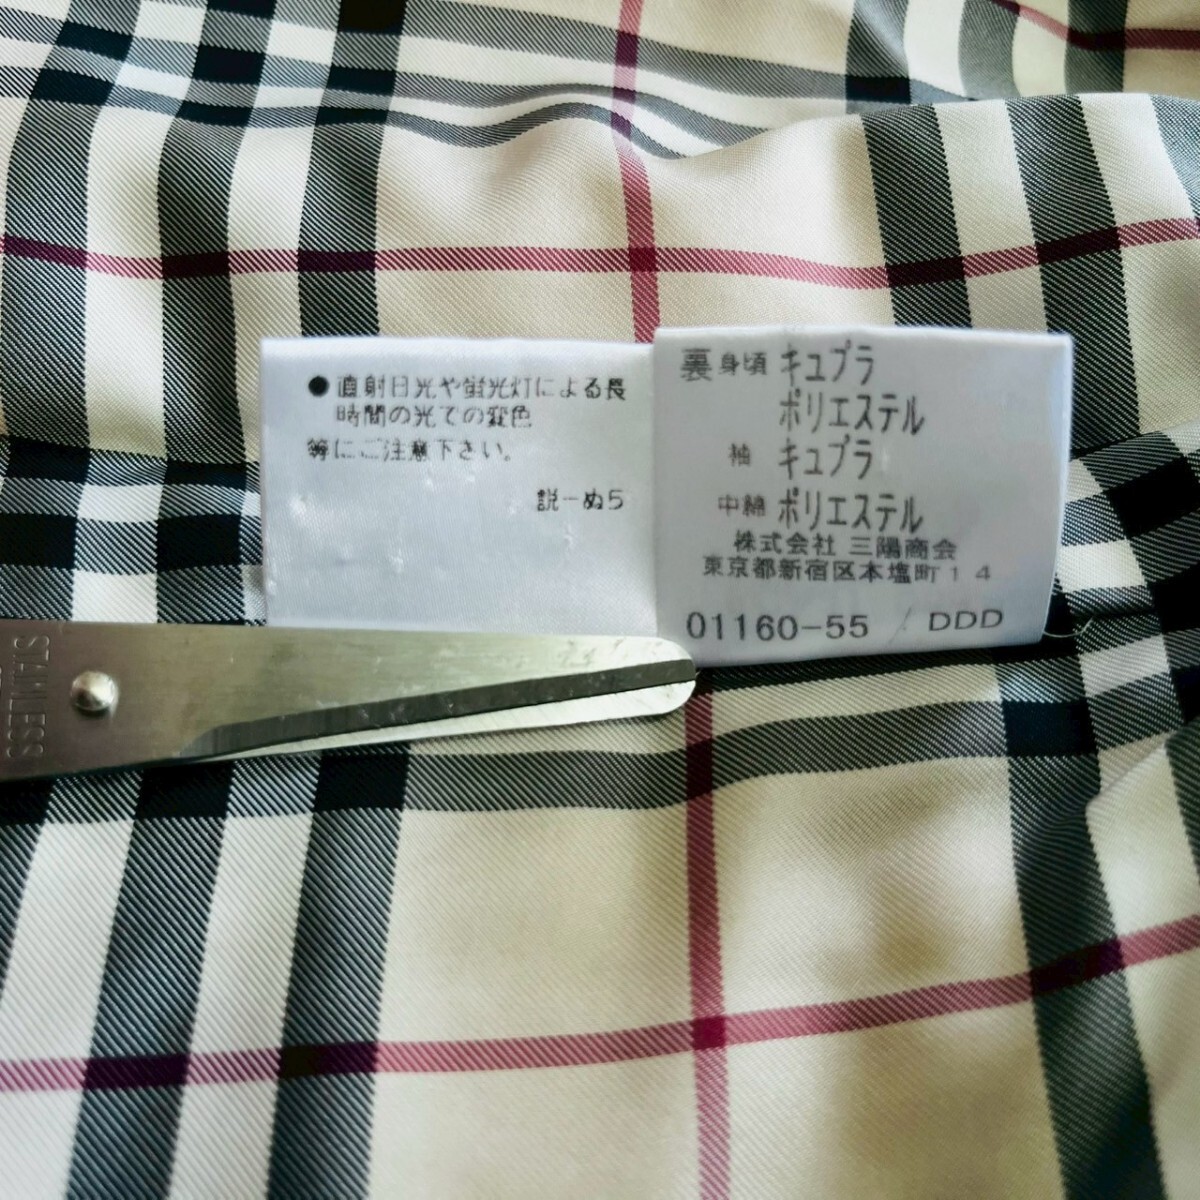 ●直射日光や蛍光灯による長
時間の光での変色
等にご注意下さい。
説-ぬ5
裏 身頃 キュプラ
ポリエステル
袖 キュプラ
中綿 ポリエステル
株式会社 三陽商会
東京都新宿区本塩町14
01160-55 / DDD
STAINLESS